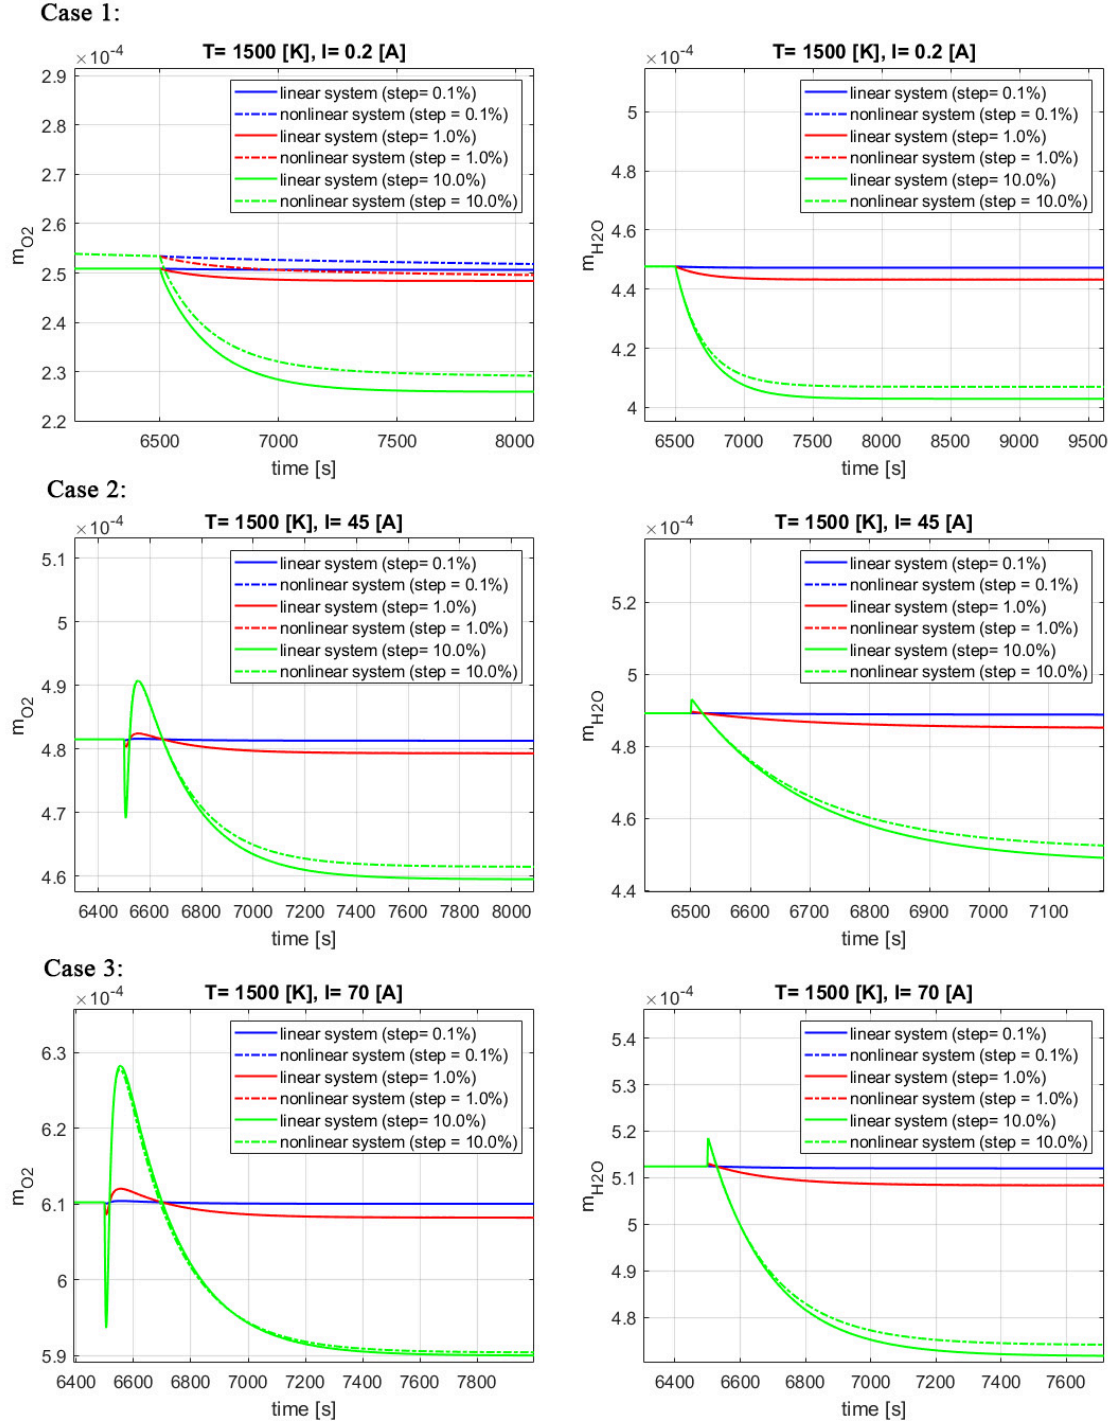 Case 1:
T= 1500 [K], I= 0.2 [A]
×10⁻⁴
m_O2
2.9
2.8
2.7
2.6
2.5
2.4
2.3
2.2
linear system (step= 0.1%)
nonlinear system (step = 0.1%)
linear system (step= 1.0%)
nonlinear system (step = 1.0%)
linear system (step= 10.0%)
nonlinear system (step = 10.0%)
6500 7000 7500 8000
time [s]
T= 1500 [K], I= 0.2 [A]
×10⁻⁴
m_H2O
5
4.8
4.6
4.4
4.2
4
linear system (step= 0.1%)
nonlinear system (step = 0.1%)
linear system (step= 1.0%)
nonlinear system (step = 1.0%)
linear system (step= 10.0%)
nonlinear system (step = 10.0%)
6500 7000 7500 8000 8500 9000 9500
time [s]
Case 2:
T= 1500 [K], I= 45 [A]
×10⁻⁴
m_O2
5.1
5
4.9
4.8
4.7
4.6
linear system (step= 0.1%)
nonlinear system (step = 0.1%)
linear system (step= 1.0%)
nonlinear system (step = 1.0%)
linear system (step= 10.0%)
nonlinear system (step = 10.0%)
6400 6600 6800 7000 7200 7400 7600 7800 8000
time [s]
T= 1500 [K], I= 45 [A]
×10⁻⁴
m_H2O
5.2
5
4.8
4.6
4.4
linear system (step= 0.1%)
nonlinear system (step = 0.1%)
linear system (step= 1.0%)
nonlinear system (step = 1.0%)
linear system (step= 10.0%)
nonlinear system (step = 10.0%)
6500 6600 6700 6800 6900 7000 7100
time [s]
Case 3:
T= 1500 [K], I= 70 [A]
×10⁻⁴
m_O2
6.3
6.2
6.1
6
5.9
linear system (step= 0.1%)
nonlinear system (step = 0.1%)
linear system (step= 1.0%)
nonlinear system (step = 1.0%)
linear system (step= 10.0%)
nonlinear system (step = 10.0%)
6400 6600 6800 7000 7200 7400 7600 7800
time [s]
T= 1500 [K], I= 70 [A]
×10⁻⁴
m_H2O
5.4
5.3
5.2
5.1
5
4.9
4.8
linear system (step= 0.1%)
nonlinear system (step = 0.1%)
linear system (step= 1.0%)
nonlinear system (step = 1.0%)
linear system (step= 10.0%)
nonlinear system (step = 10.0%)
6400 6600 6800 7000 7200 7400 7600
time [s]